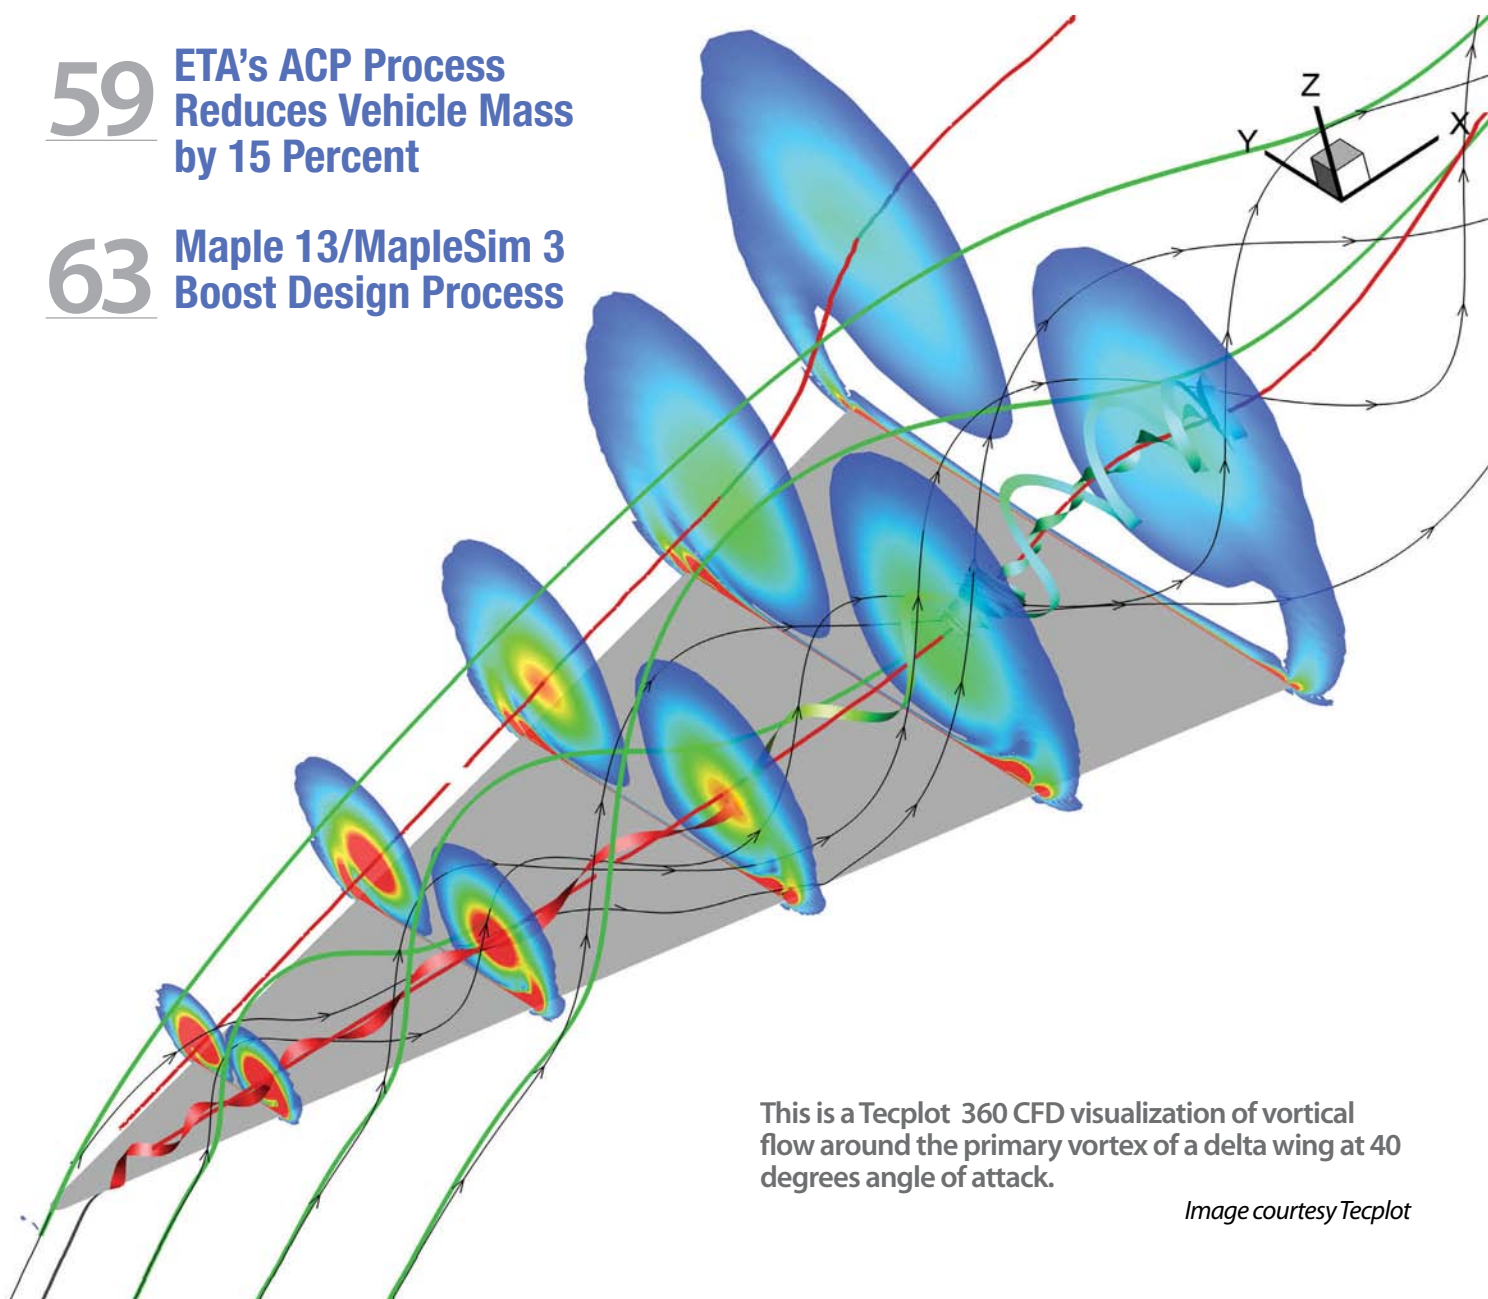 59
ETA’s ACP Process
Reduces Vehicle Mass
by 15 Percent
63
Maple 13/MapleSim 3
Boost Design Process
Z
Y
X
This is a Tecplot 360 CFD visualization of vortical
flow around the primary vortex of a delta wing at 40
degrees angle of attack.
Image courtesy Tecplot